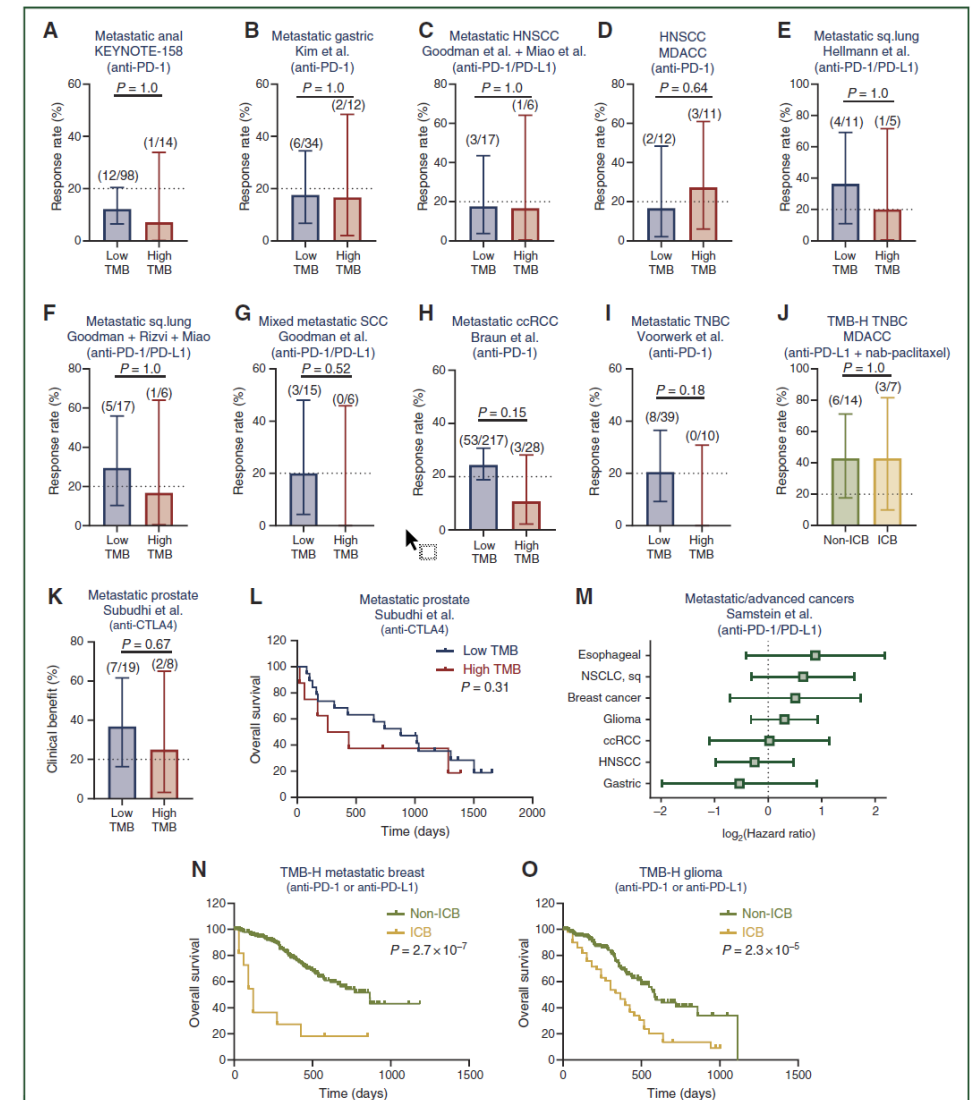 A
Metastatic anal
KEYNOTE-158
(anti-PD-1)
P = 1.0
(12/98)
(1/14)
Response rate (%)
60
40
20
0
Low TMB
High TMB
B
Metastatic gastric
Kim et al.
(anti-PD-1)
P = 1.0
(6/34)
(2/12)
Response rate (%)
60
40
20
0
Low TMB
High TMB
C
Metastatic HNSCC
Goodman et al. + Miao et al.
(anti-PD-1/PD-L1)
P = 1.0
(3/17)
(1/6)
Response rate (%)
80
60
40
20
0
Low TMB
High TMB
D
HNSCC
MDACC
(anti-PD-1)
P = 0.64
(2/12)
(3/11)
Response rate (%)
80
60
40
20
0
Low TMB
High TMB
E
Metastatic sq.lung
Hellmann et al.
(anti-PD-1/PD-L1)
P = 1.0
(4/11)
(1/5)
Response rate (%)
100
80
60
40
20
0
Low TMB
High TMB
F
Metastatic sq.lung
Goodman + Rizvi + Miao
(anti-PD-1/PD-L1)
P = 1.0
(5/17)
(1/6)
Response rate (%)
80
60
40
20
0
Low TMB
High TMB
G
Mixed metastatic SCC
Goodman et al.
(anti-PD-1/PD-L1)
P = 0.52
(3/15)
(0/6)
Response rate (%)
60
40
20
0
Low TMB
High TMB
H
Metastatic ccRCC
Braun et al.
(anti-PD-1)
P = 0.15
(53/217)
(3/28)
Response rate (%)
60
40
20
0
Low TMB
High TMB
I
Metastatic TNBC
Voorwerk et al.
(anti-PD-1)
P = 0.18
(8/39)
(0/10)
Response rate (%)
60
40
20
0
Low TMB
High TMB
J
TMB-H TNBC
MDACC
(anti-PD-L1 + nab-paclitaxel)
P = 1.0
(6/14)
(3/7)
Response rate (%)
100
80
60
40
20
0
Non-ICB
ICB
K
Metastatic prostate
Subudhi et al.
(anti-CTLA4)
P = 0.67
(7/19)
(2/8)
Clinical benefit (%)
80
60
40
20
0
Low TMB
High TMB
L
Metastatic prostate
Subudhi et al.
(anti-CTLA4)
Low TMB
High TMB
P = 0.31
Overall survival
120
100
80
60
40
20
0
0
500
1000
1500
2000
Time (days)
M
Metastatic/advanced cancers
Samstein et al.
(anti-PD-1/PD-L1)
Esophageal
NSCLC, sq
Breast cancer
Glioma
ccRCC
HNSCC
Gastric
−2
−1
0
1
2
log2(Hazard ratio)
N
TMB-H metastatic breast
(anti-PD-1 or anti-PD-L1)
Non-ICB
ICB
P = 2.7 × 10⁻⁷
Overall survival
120
100
80
60
40
20
0
0
500
1000
1500
Time (days)
O
TMB-H glioma
(anti-PD-1 or anti-PD-L1)
Non-ICB
ICB
P = 2.3 × 10⁻⁵
Overall survival
120
100
80
60
40
20
0
0
500
1000
1500
Time (days)